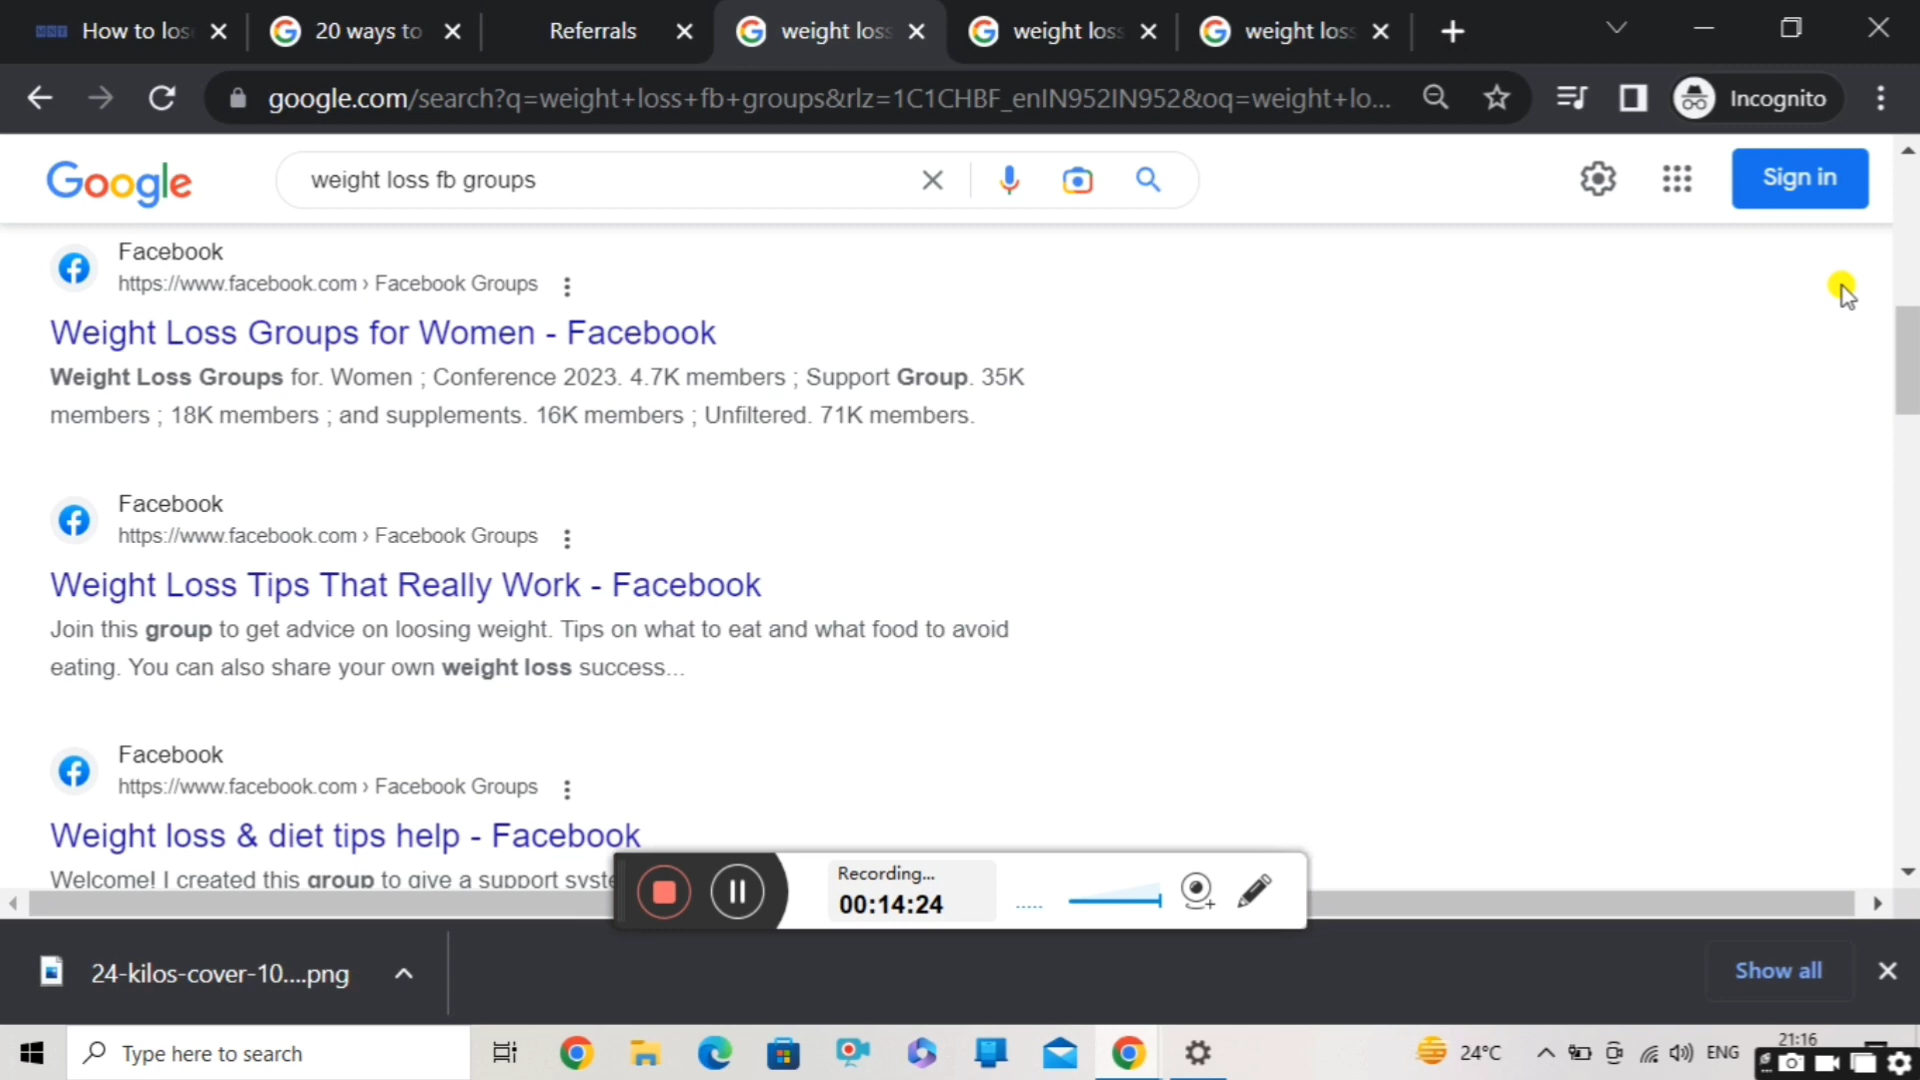 How to los
20 ways to
Referrals
weight loss
weight loss
weight loss
google.com/search?q=weight+loss+fb+groups&rlz=1C1CHBF_enIN952IN952&oq=weight+lo...
Incognito
Google
weight loss fb groups
Sign in
Facebook
https://www.facebook.com › Facebook Groups
Weight Loss Groups for Women - Facebook
Weight Loss Groups for. Women ; Conference 2023. 4.7K members ; Support Group. 35K
members ; 18K members ; and supplements. 16K members ; Unfiltered. 71K members.
Facebook
https://www.facebook.com › Facebook Groups
Weight Loss Tips That Really Work - Facebook
Join this group to get advice on loosing weight. Tips on what to eat and what food to avoid
eating. You can also share your own weight loss success...
Facebook
https://www.facebook.com › Facebook Groups
Weight loss & diet tips help - Facebook
Welcome! I created this group to give a support syste
Recording...
00:14:24
24-kilos-cover-10....png
Show all
Type here to search
24°C
ENG
21:16